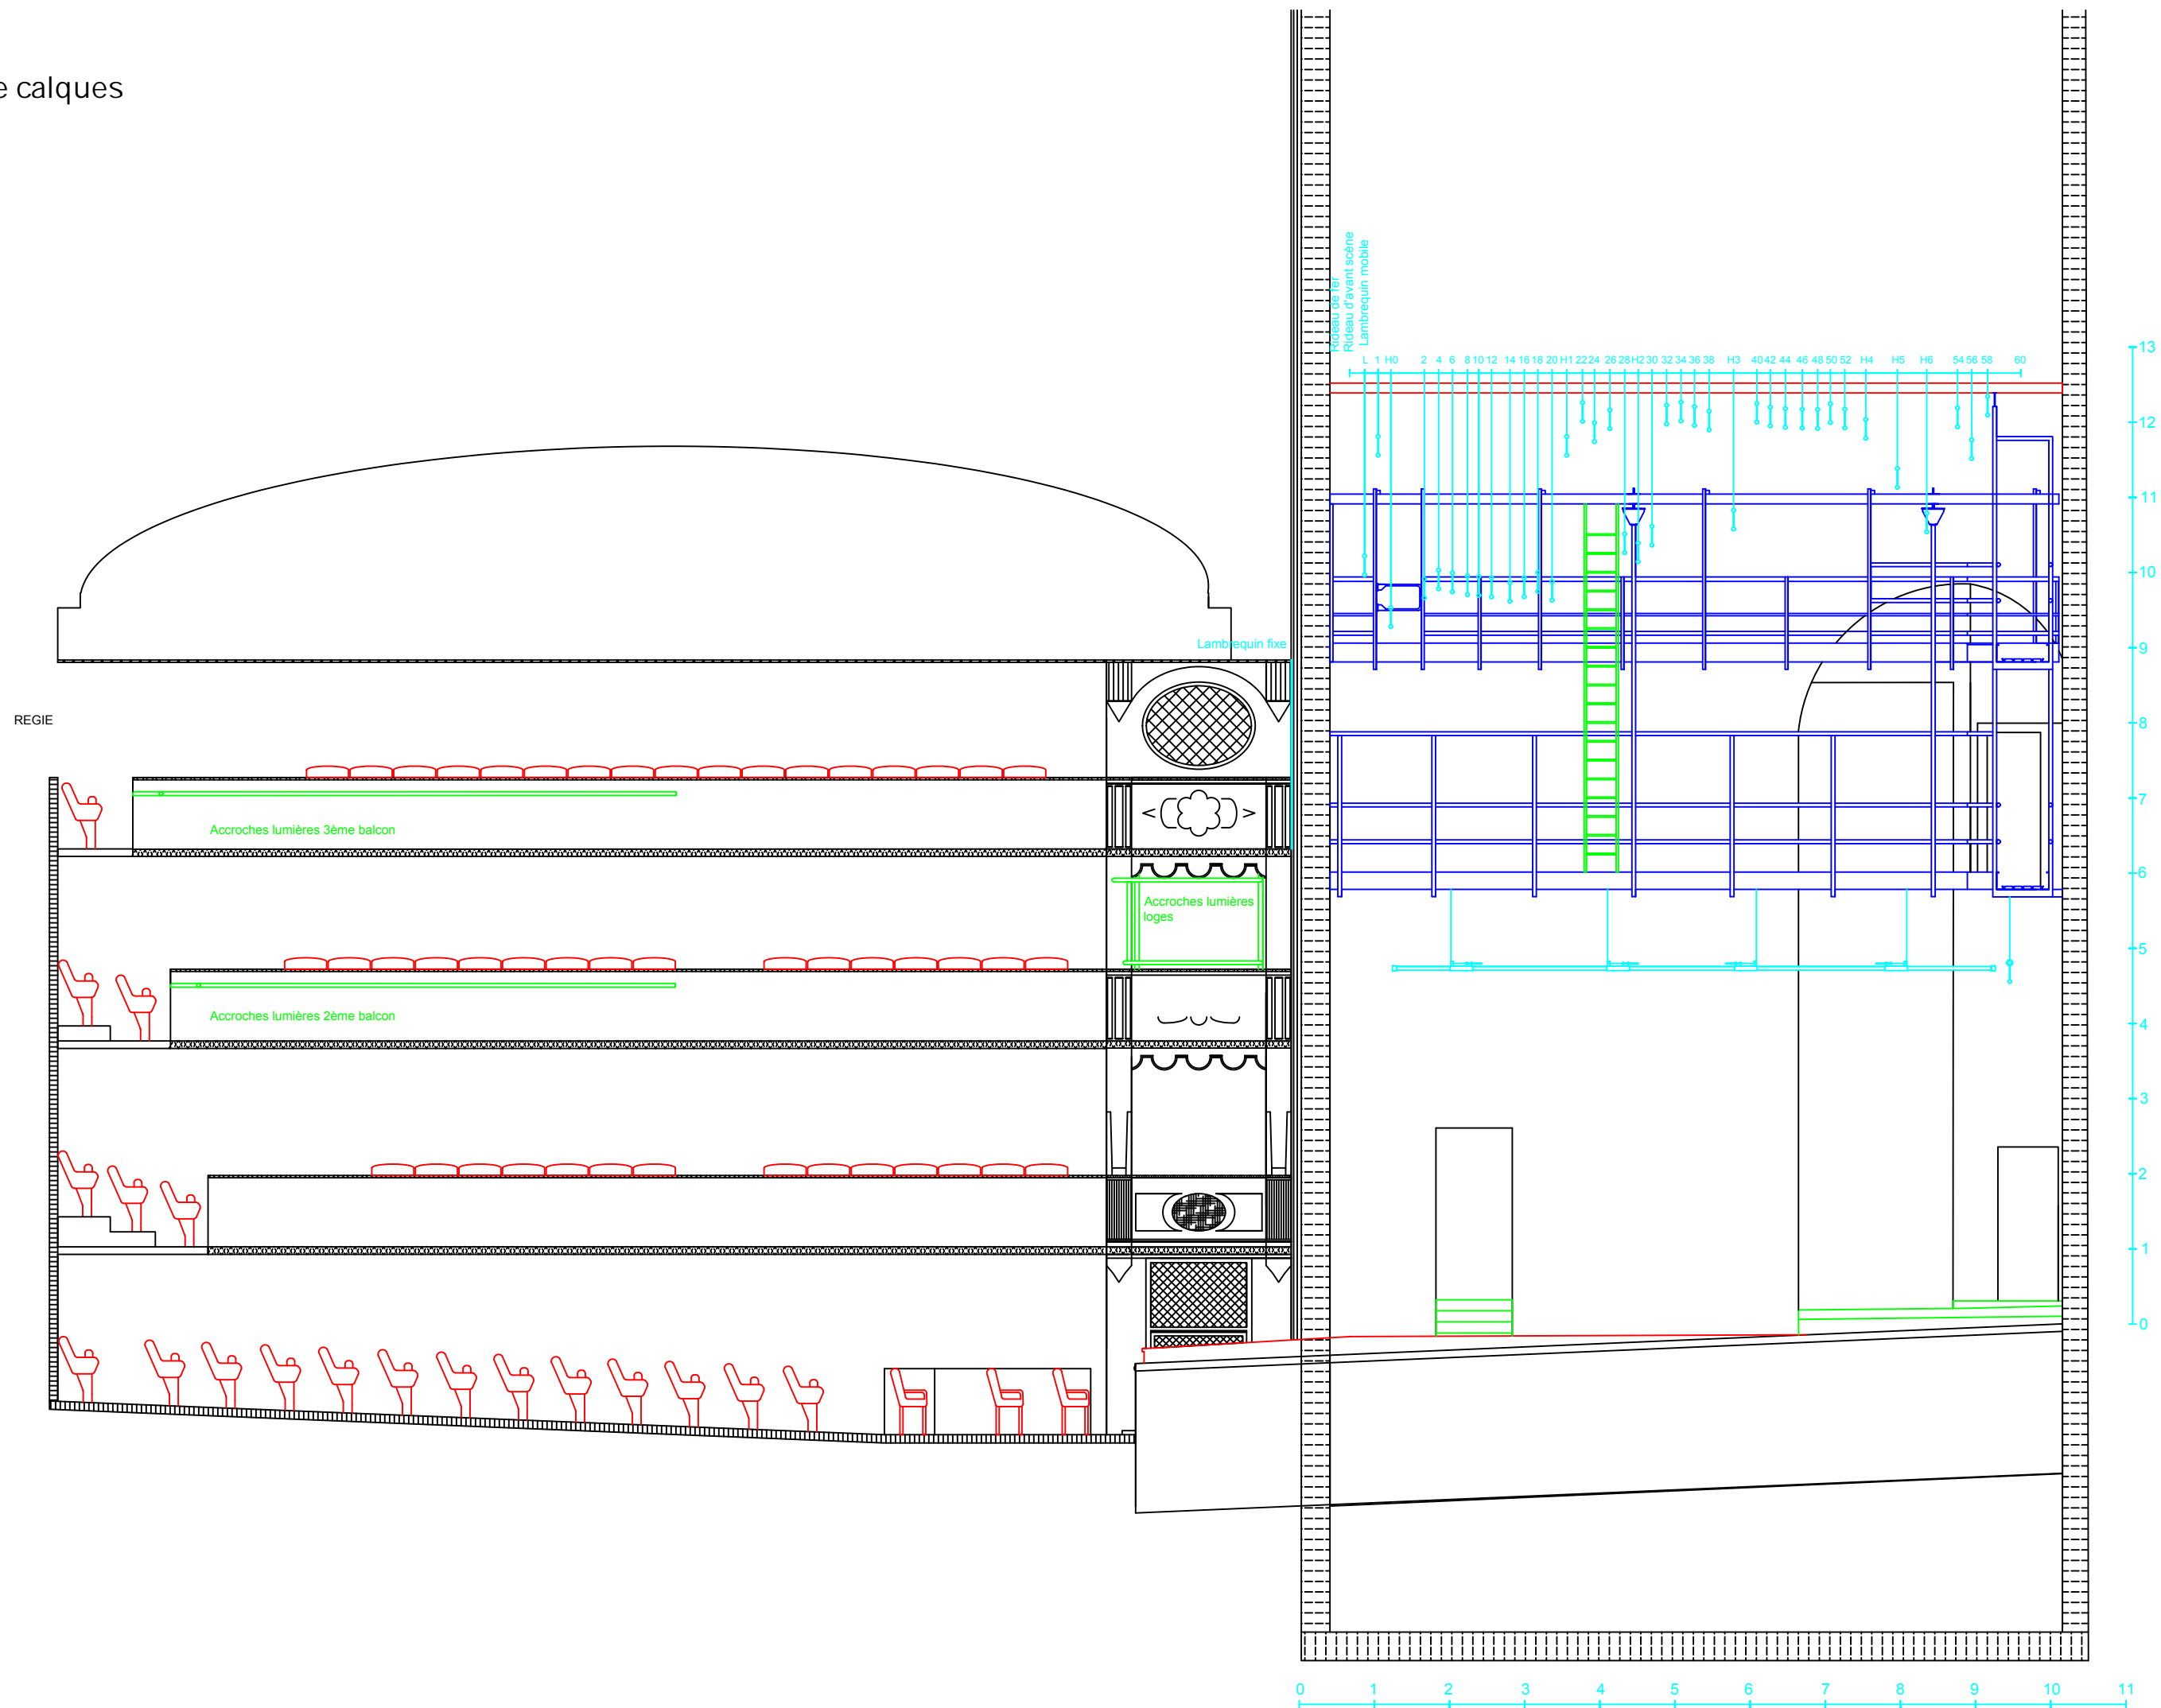 e calques
Rideau de fer
Rideau d'avant scène
Lambrequin mobile
L 1 H0 2 4 6 8 10 12 14 16 18 20 H1 22 24 26 28 H2 30 32 34 36 38 H3 40 42 44 46 48 50 52 H4 H5 H6 54 56 58 60
13
12
11
10
9
8
7
6
5
4
3
2
1
0
Lambrequin fixe
REGIE
Accroches lumières 3ème balcon
Accroches lumières
loges
Accroches lumières 2ème balcon
0 1 2 3 4 5 6 7 8 9 10 11